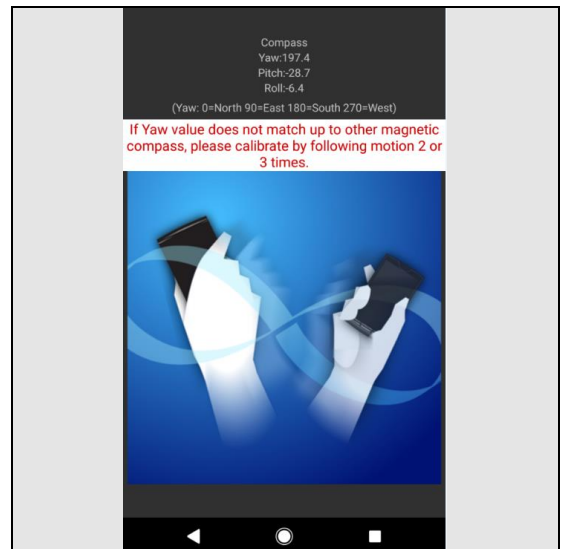 Compass
Yaw:197.4
Pitch:-28.7
Roll:-6.4
(Yaw: 0=North 90=East 180=South 270=West)
If Yaw value does not match up to other magnetic
compass, please calibrate by following motion 2 or
3 times.